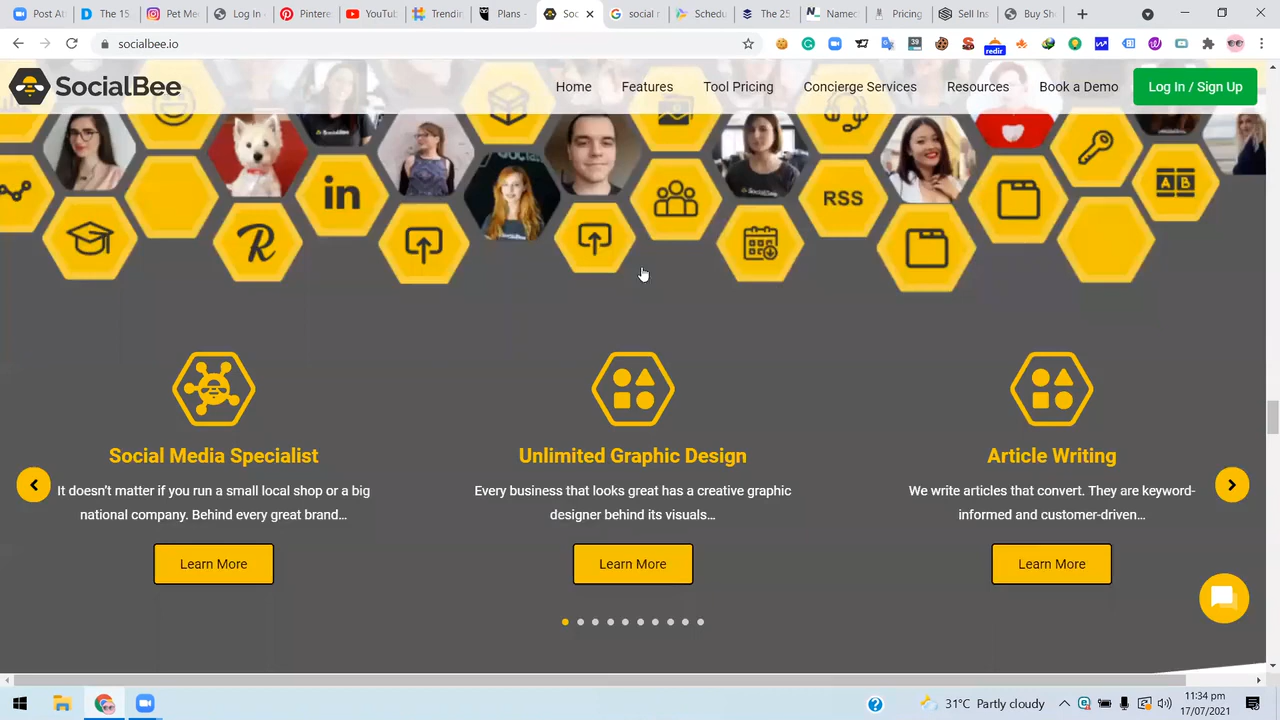 Post At
The 15
Instagra
Pet Me
Log In
Pintere
YouTub
Trendin
Plans -
Soc
social r
Schedu
The 25
Namec
Pricing
Sell Ins
Buy Sh
socialbee.io
39
redir
SocialBee
Home
Features
Tool Pricing
Concierge Services
Resources
Book a Demo
Log In / Sign Up
in
R
RSS
A B
Social Media Specialist
It doesn't matter if you run a small local shop or a big
national company. Behind every great brand...
Learn More
Unlimited Graphic Design
Every business that looks great has a creative graphic
designer behind its visuals...
Learn More
Article Writing
We write articles that convert. They are keyword-
informed and customer-driven...
Learn More
31°C Partly cloudy
11:34 pm
17/07/2021